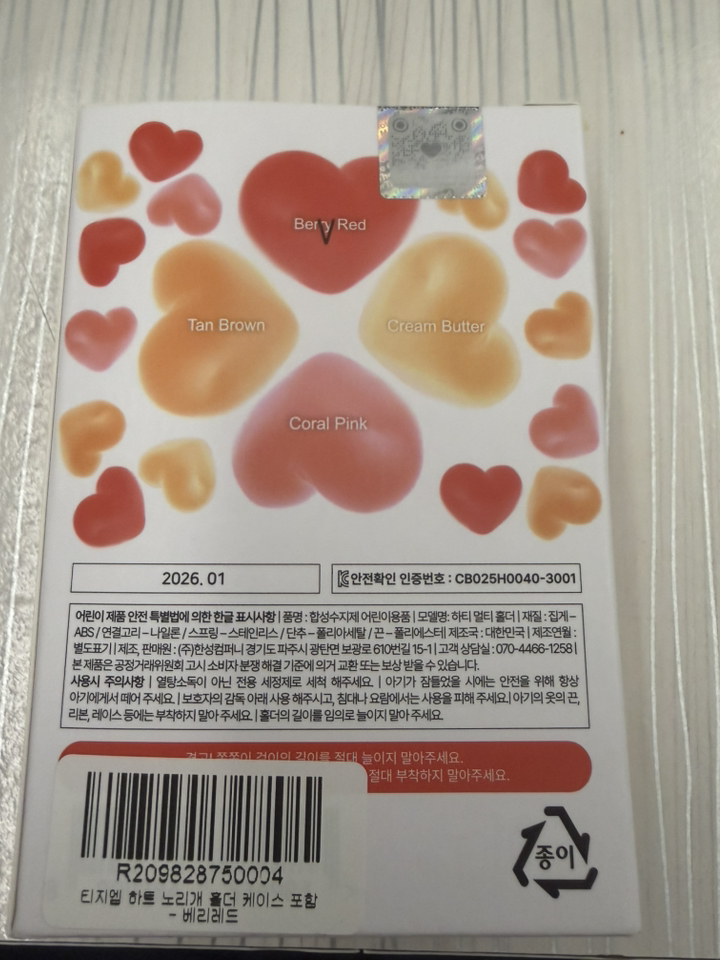 Berry Red
Tan Brown
Cream Butter
Coral Pink
2026. 01
안전확인 인증번호 : CB025H0040-3001
어린이 제품 안전 특별법에 의한 한글 표시사항 | 품명 : 합성수지제 어린이용품 | 모델명: 하티 멀티 홀더 | 재질 : 집게 –
ABS / 연결고리 – 나일론 / 스프링 – 스테인리스 / 단추 – 폴리아세탈 / 끈 – 폴리에스테| 제조국 : 대한민국 | 제조연월 :
별도표기 | 제조, 판매원 : (주)한성컴퍼니 경기도 파주시 광탄면 보광로 610번길 15-1 | 고객 상담실 : 070-4466-1258 |
본 제품은 공정거래위원회 고시 소비자 분쟁 해결 기준에 의거 교환 또는 보상 받을 수 있습니다.
사용시 주의사항 | 열탕소독이 아닌 전용 세정제로 세척 해주세요. | 아기가 잠들었을 시에는 안전을 위해 항상
아기에게서 떼어 주세요. | 보호자의 감독 아래 사용 해주시고, 침대나 요람에서는 사용을 피해 주세요.| 아기의 옷의 끈,
리본, 레이스 등에는 부착하지 말아 주세요. | 홀더의 길이를 임의로 늘이지 말아주세요.
길이를 절대 늘이지 말아주세요.
절대 부착하지 말아주세요.
R209828750004
티지엠 하트 노리개 홀더 케이스 포함
- 베리레드
종이